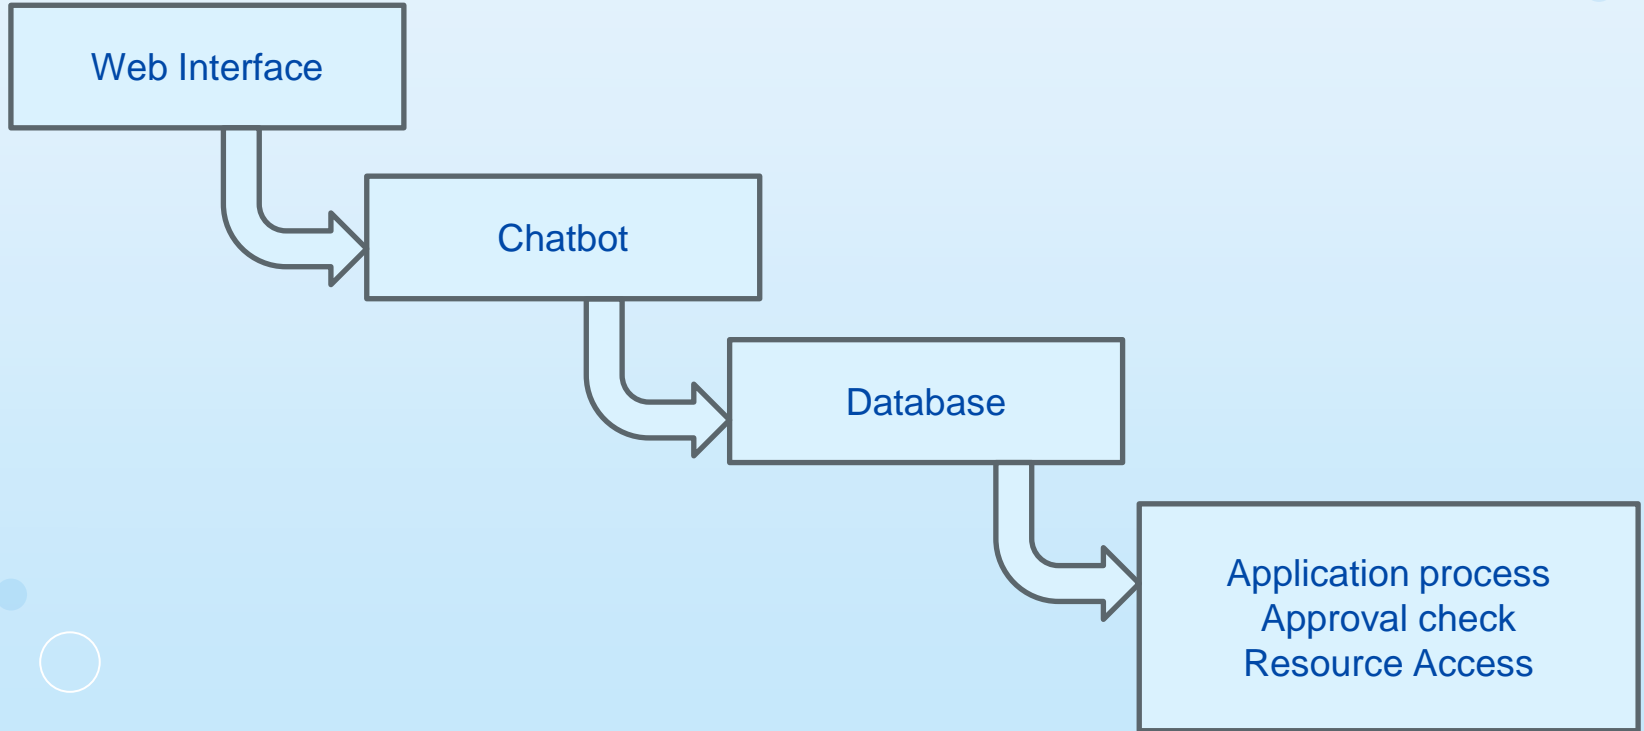 Web Interface
Chatbot
Database
Application process
Approval check
Resource Access